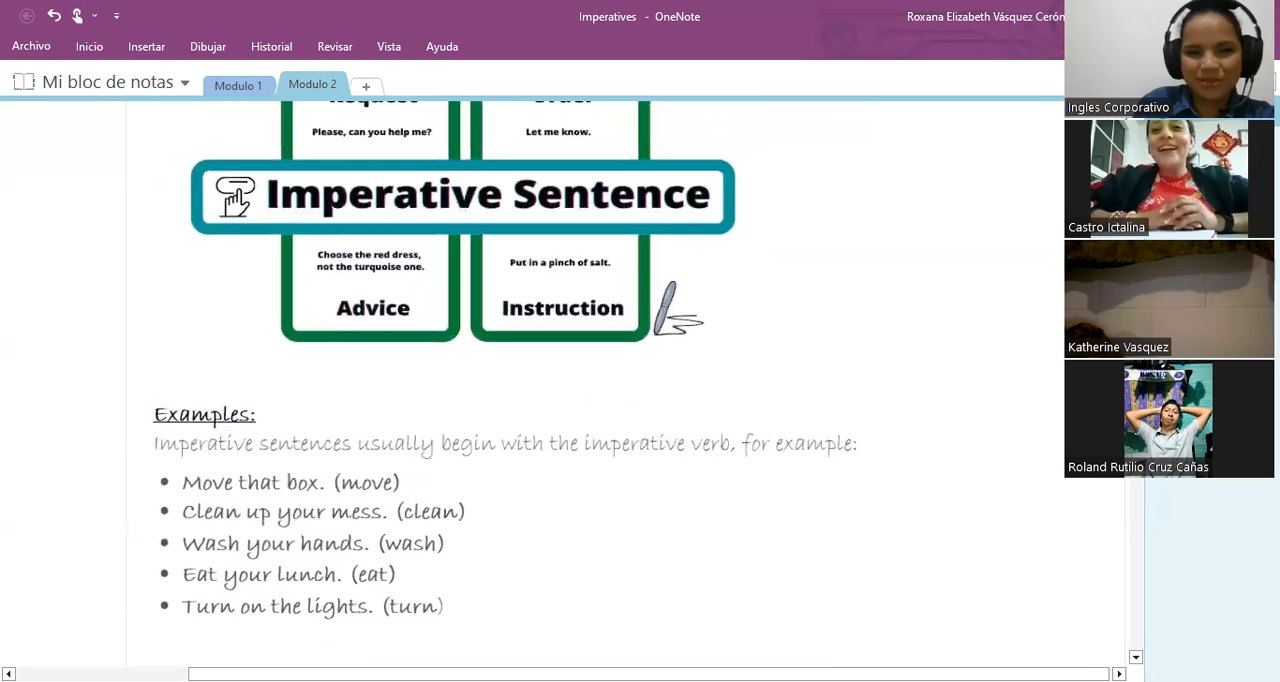 Imperatives - OneNote
Roxana Elizabeth Vásquez Cerón
Archivo Inicio Insertar Dibujar Historial Revisar Vista Ayuda
Mi bloc de notas Modulo 1 Modulo 2 +
Request Order
Please, can you help me? Let me know.
Imperative Sentence
Choose the red dress, not the turquoise one.
Put in a pinch of salt.
Advice Instruction
Examples:
Imperative sentences usually begin with the imperative verb, for example:
• Move that box. (move)
• Clean up your mess. (clean)
• Wash your hands. (wash)
• Eat your lunch. (eat)
• Turn on the lights. (turn)
Ingles Corporativo
Castro Ictalina
Katherine Vasquez
Roland Rutilio Cruz Cañas